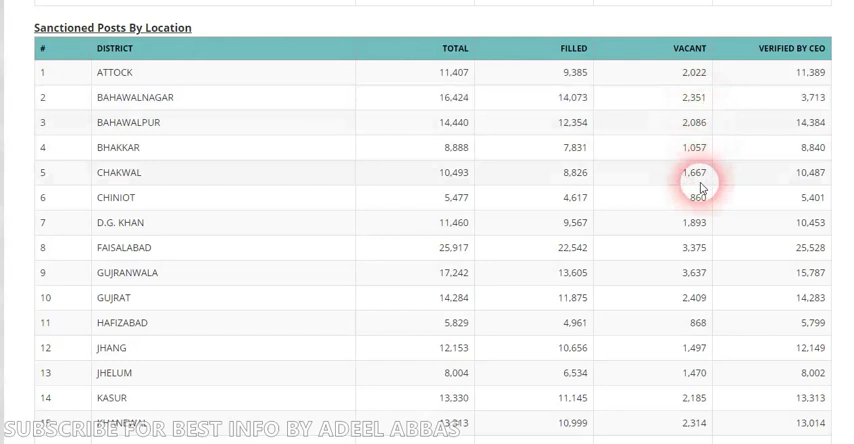 Sanctioned Posts By Location
# DISTRICT TOTAL FILLED VACANT VERIFIED BY CEO
1 ATTOCK 11,407 9,385 2,022 11,389
2 BAHAWALNAGAR 16,424 14,073 2,351 3,713
3 BAHAWALPUR 14,440 12,354 2,086 14,384
4 BHAKKAR 8,888 7,831 1,057 8,840
5 CHAKWAL 10,493 8,826 1,667 10,487
6 CHINIOT 5,477 4,617 860 5,401
7 D.G. KHAN 11,460 9,567 1,893 10,453
8 FAISALABAD 25,917 22,542 3,375 25,528
9 GUJRANWALA 17,242 13,605 3,637 15,787
10 GUJRAT 14,284 11,875 2,409 14,283
11 HAFIZABAD 5,829 4,961 868 5,799
12 JHANG 12,153 10,656 1,497 12,149
13 JHELUM 8,004 6,534 1,470 8,002
14 KASUR 13,330 11,145 2,185 13,313
15 KHANEWAL 13,313 10,999 2,314 13,014
SUBSCRIBE FOR BEST INFO BY ADEEL ABBAS